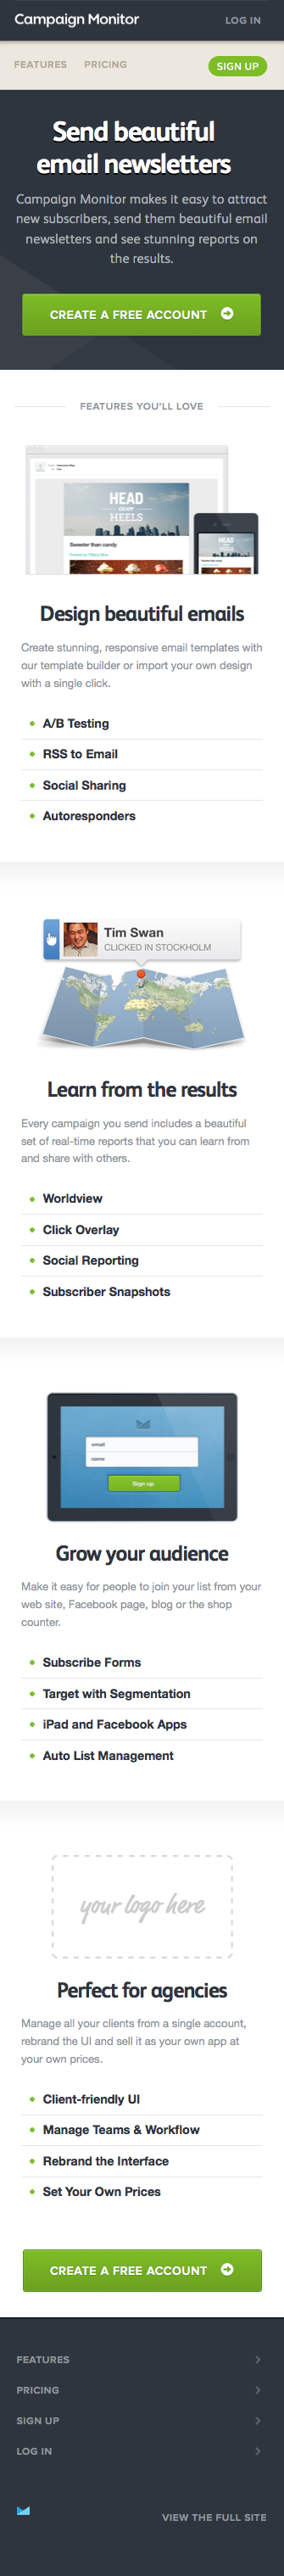 Campaign Monitor
LOG IN
FEATURES
PRICING
SIGN UP
Send beautiful
email newsletters
Campaign Monitor makes it easy to attract
new subscribers, send them beautiful email
newsletters and see stunning reports on
the results.
CREATE A FREE ACCOUNT
FEATURES YOU'LL LOVE
HEAD
OVER
HEELS
Sweeter than candy
HEAD
HEELS
Design beautiful emails
Create stunning, responsive email templates with
our template builder or import your own design
with a single click.
A/B Testing
RSS to Email
Social Sharing
Autoresponders
Tim Swan
CLICKED IN STOCKHOLM
Learn from the results
Every campaign you send includes a beautiful
set of real-time reports that you can learn from
and share with others.
Worldview
Click Overlay
Social Reporting
Subscriber Snapshots
email
name
Sign up
Grow your audience
Make it easy for people to join your list from your
web site, Facebook page, blog or the shop
counter.
Subscribe Forms
Target with Segmentation
iPad and Facebook Apps
Auto List Management
your logo here
Perfect for agencies
Manage all your clients from a single account,
rebrand the UI and sell it as your own app at
your own prices.
Client-friendly UI
Manage Teams & Workflow
Rebrand the Interface
Set Your Own Prices
CREATE A FREE ACCOUNT
FEATURES
PRICING
SIGN UP
LOG IN
VIEW THE FULL SITE